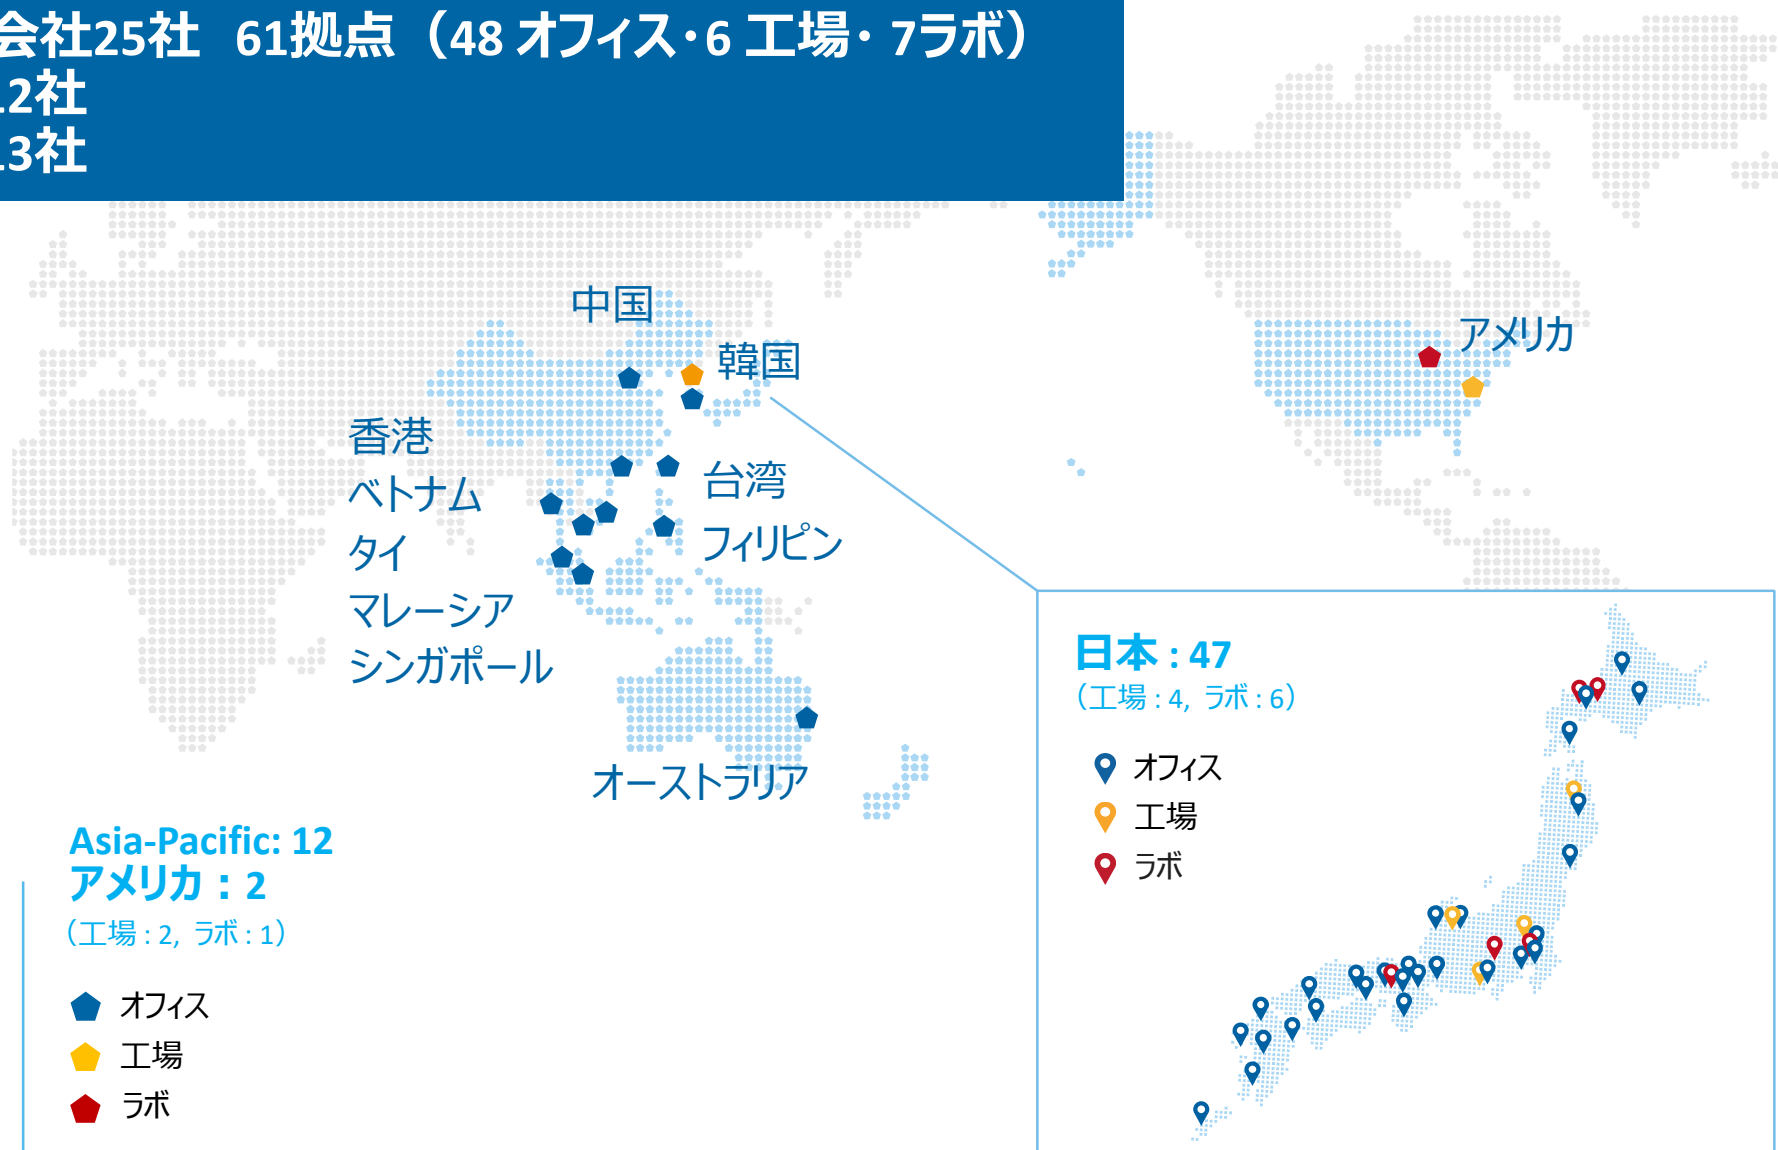 会社25社 61拠点（48 オフィス・6 工場・ 7ラボ）
2社
3社
中国
韓国
アメリカ
香港
ベトナム
タイ
マレーシア
シンガポール
台湾
フィリピン
オーストラリア
日本 : 47
（工場 : 4, ラボ : 6）
オフィス
工場
ラボ
Asia-Pacific: 12
アメリカ : 2
（工場 : 2, ラボ : 1）
オフィス
工場
ラボ